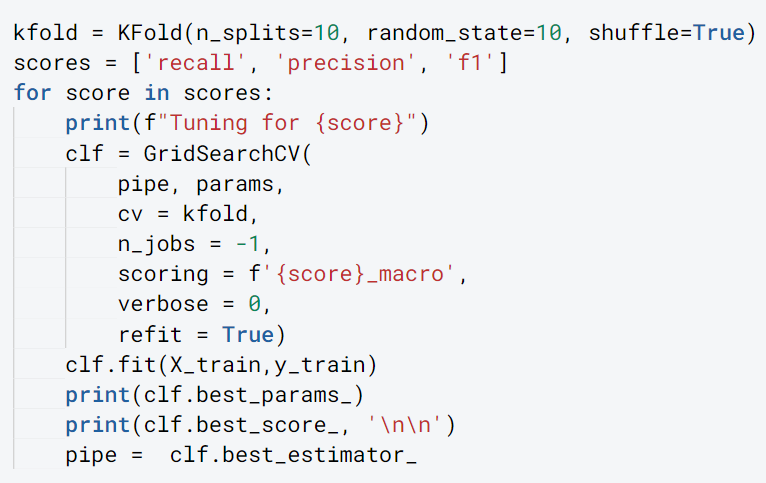 kfold = KFold(n_splits=10, random_state=10, shuffle=True)
scores = ['recall', 'precision', 'f1']
for score in scores:
    print(f"Tuning for {score}")
    clf = GridSearchCV(
        pipe, params,
        cv = kfold,
        n_jobs = -1,
        scoring = f'{score}_macro',
        verbose = 0,
        refit = True)
    clf.fit(X_train,y_train)
    print(clf.best_params_)
    print(clf.best_score_, '\n\n')
    pipe =  clf.best_estimator_